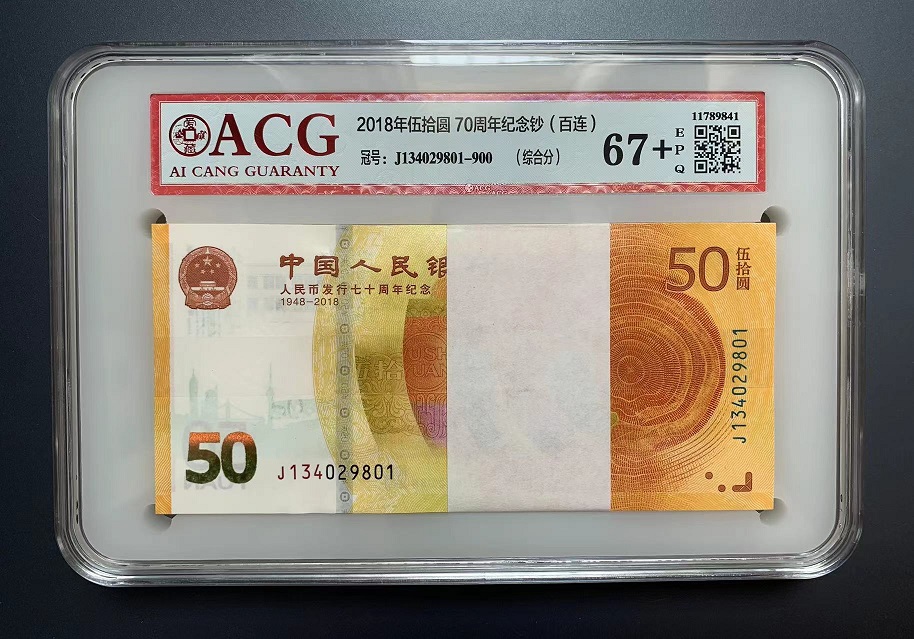 ACG
AI CANG GUARANTY
2018年伍拾圆 70周年纪念钞（百连）
冠号：J134029801-900 （综合分）
67+
EPQ
11789841
ACG
中国人民银
人民币发行七十周年纪念
1948-2018
50
伍拾圆
J134029801
50
J134029801